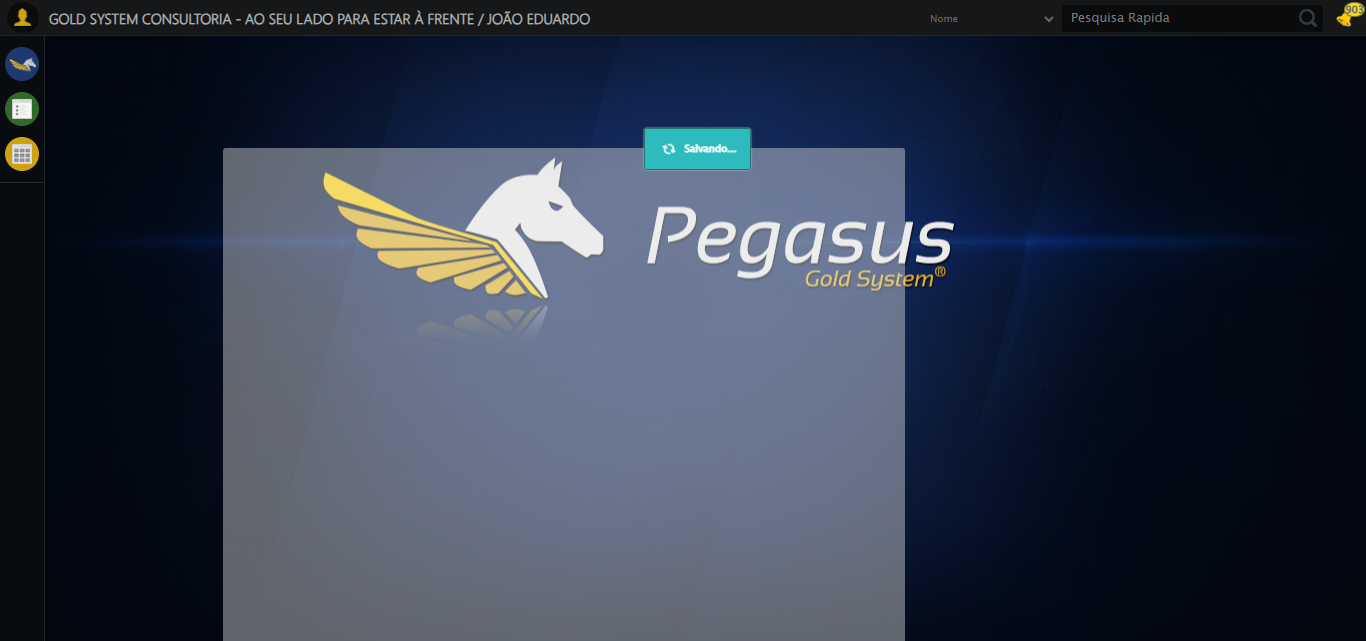 GOLD SYSTEM CONSULTORIA - AO SEU LADO PARA ESTAR À FRENTE / JOÃO EDUARDO
Nome
Pesquisa Rapida
903
Salvando...
Pegasus
Gold System®